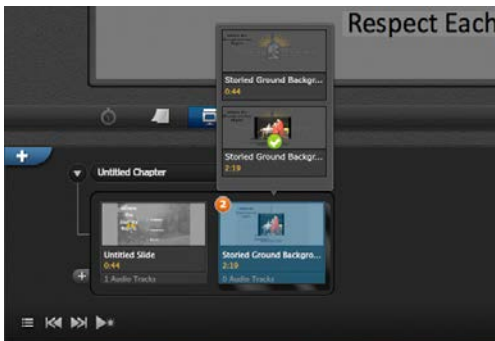 Respect Each
Storied Ground Backgr...
0:44
Storied Ground Backgr...
2:19
Untitled Chapter
2
Untitled Slide
0:44
1 Audio Tracks
Storied Ground Backgro...
2:19
0 Audio Tracks